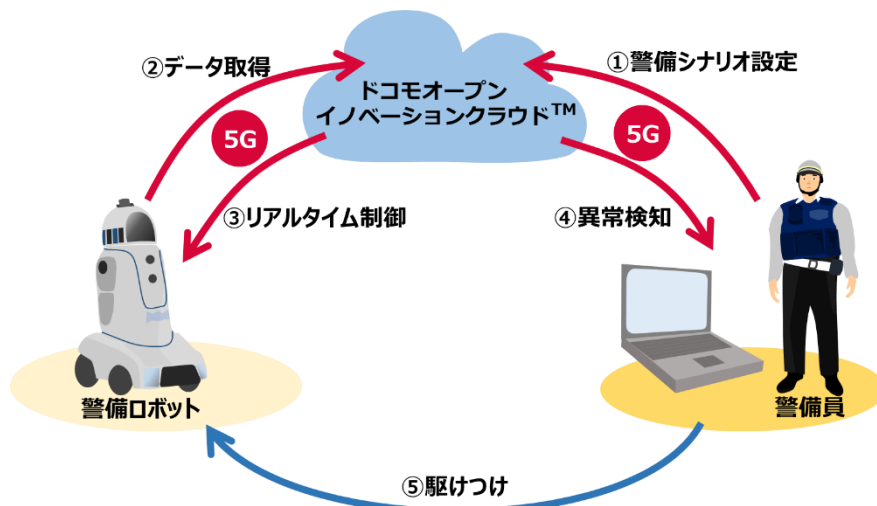 ②データ取得
①警備シナリオ設定
ドコモオープン
イノベーションクラウド™
5G
5G
③リアルタイム制御
④異常検知
警備ロボット
警備員
⑤駆けつけ